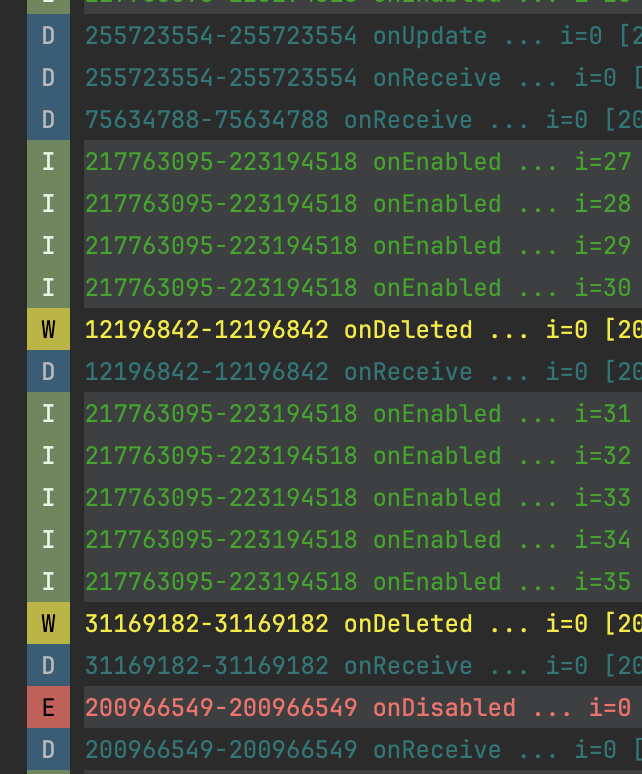 D 255723554-255723554 onUpdate ... i=0 [2
D 255723554-255723554 onReceive ... i=0 [
D 75634788-75634788 onReceive ... i=0 [20
I 217763095-223194518 onEnabled ... i=27
I 217763095-223194518 onEnabled ... i=28
I 217763095-223194518 onEnabled ... i=29
I 217763095-223194518 onEnabled ... i=30
W 12196842-12196842 onDeleted ... i=0 [20
D 12196842-12196842 onReceive ... i=0 [20
I 217763095-223194518 onEnabled ... i=31
I 217763095-223194518 onEnabled ... i=32
I 217763095-223194518 onEnabled ... i=33
I 217763095-223194518 onEnabled ... i=34
I 217763095-223194518 onEnabled ... i=35
W 31169182-31169182 onDeleted ... i=0 [20
D 31169182-31169182 onReceive ... i=0 [20
E 200966549-200966549 onDisabled ... i=0
D 200966549-200966549 onReceive ... i=0 [